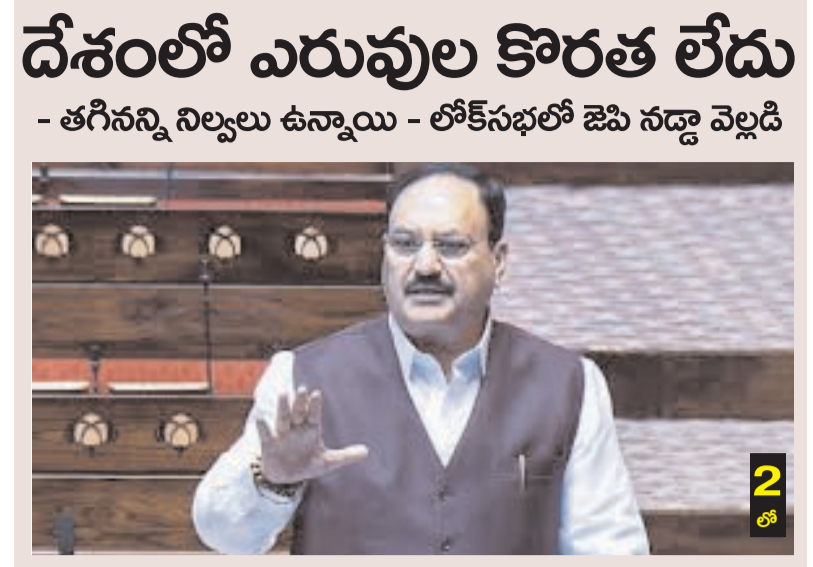 దేశంలో ఎరువుల కొరత లేదు
- తగినన్ని నిల్వలు ఉన్నాయి - లోక్‌సభలో జెపి నడ్డా వెల్లడి
2
లో